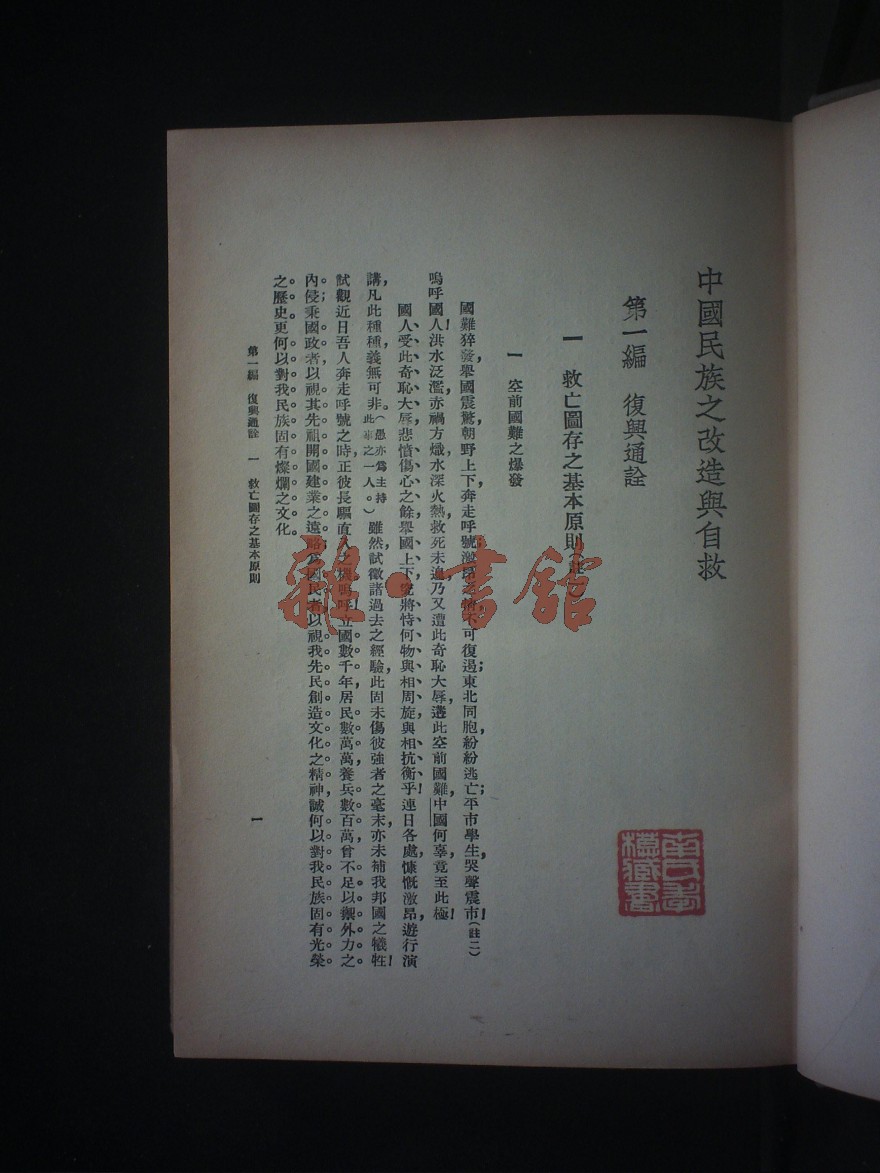 中國民族之改造與自救
第一編　復興通詮
一　救亡圖存之基本原則
一　空前國難之爆發
國難猝發，舉國震驚，朝野上下，奔走呼號，激昂之情，不可復遏；東北同胞，紛紛逃亡；平市學生，哭聲震市！（註二）
嗚呼國人！洪水泛濫，赤禍方熾，水深火熱，救死未遑，乃又遭此奇恥大辱，遘此空前國難，中國何辜，竟至此極！
國人受此奇恥大辱，悲憤傷心之餘，舉國上下，究將恃何物與相周旋，與相抗衡乎！連日各處，慷慨激昂，遊行演
講，凡此種種，義無可非。（愚亦爲主持此事之一人。）雖然，試徵諸過去之經驗，此固未傷彼強者之毫末，亦未補我邦國之犧牲！
試觀近日吾人奔走呼號之時，正彼長驅直入之機，嗚呼！立國數千年，居民數萬萬，養兵數百萬，曾不足以禦外力之
內侵；秉國政者以視其先祖開國建業之遠略，爲國民者以視我先民創造文化之精神，誠何以對我民族固有光榮
之歷史，更何以對我民族固有燦爛之文化。
第一編　復興通詮　一　救亡圖存之基本原則
一
雜·書館